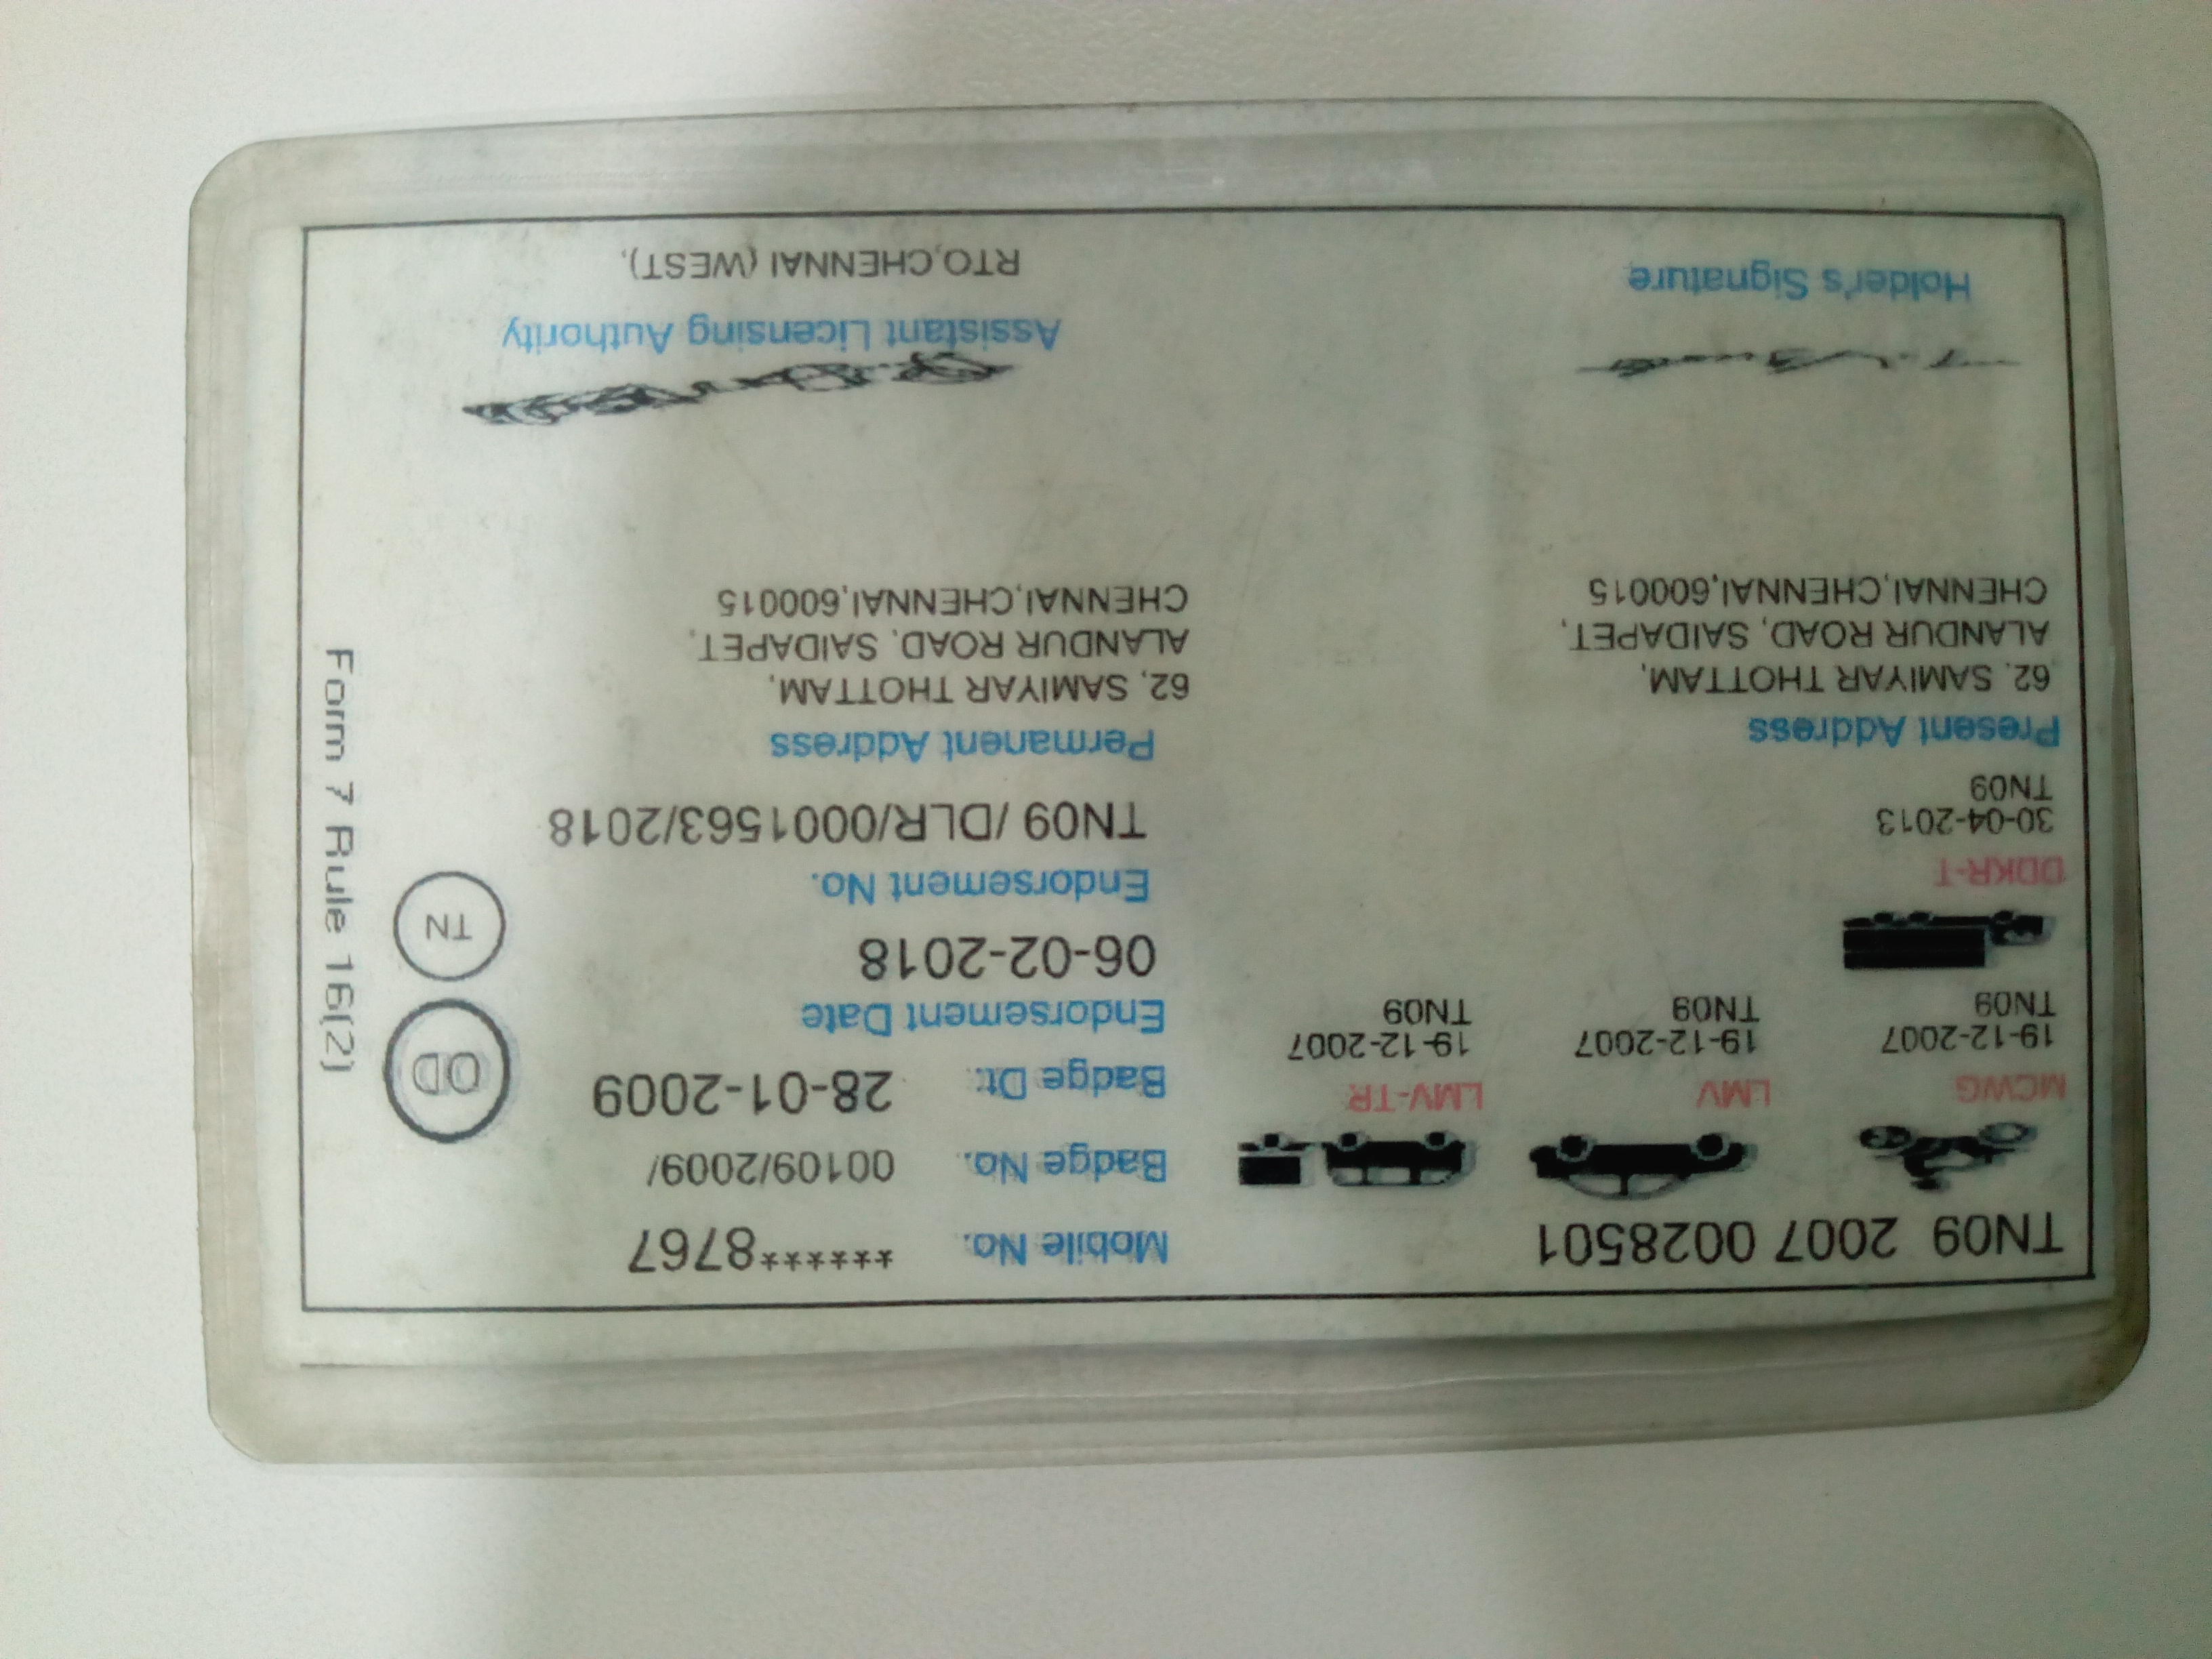 TN09 2007 0028501
MCWG
19-12-2007
TN09
LMV
19-12-2007
TN09
LMV-TR
19-12-2007
TN09
DDKR-T
30-04-2013
TN09
Present Address
62, SAMIYAR THOTTAM,
ALANDUR ROAD, SAIDAPET,
CHENNAI,CHENNAI,600015
Holder's Signature
Mobile No. ******8767
Badge No. 00109/2009/
Badge Dt: 28-01-2009
Endorsement Date
06-02-2018
Endorsement No.
TN09 /DLR/0001563/2018
Permanent Address
62, SAMIYAR THOTTAM,
ALANDUR ROAD, SAIDAPET,
CHENNAI,CHENNAI,600015
Assistant Licensing Authority
RTO,CHENNAI (WEST),
OD
TN
Form 7 Rule 16(2)